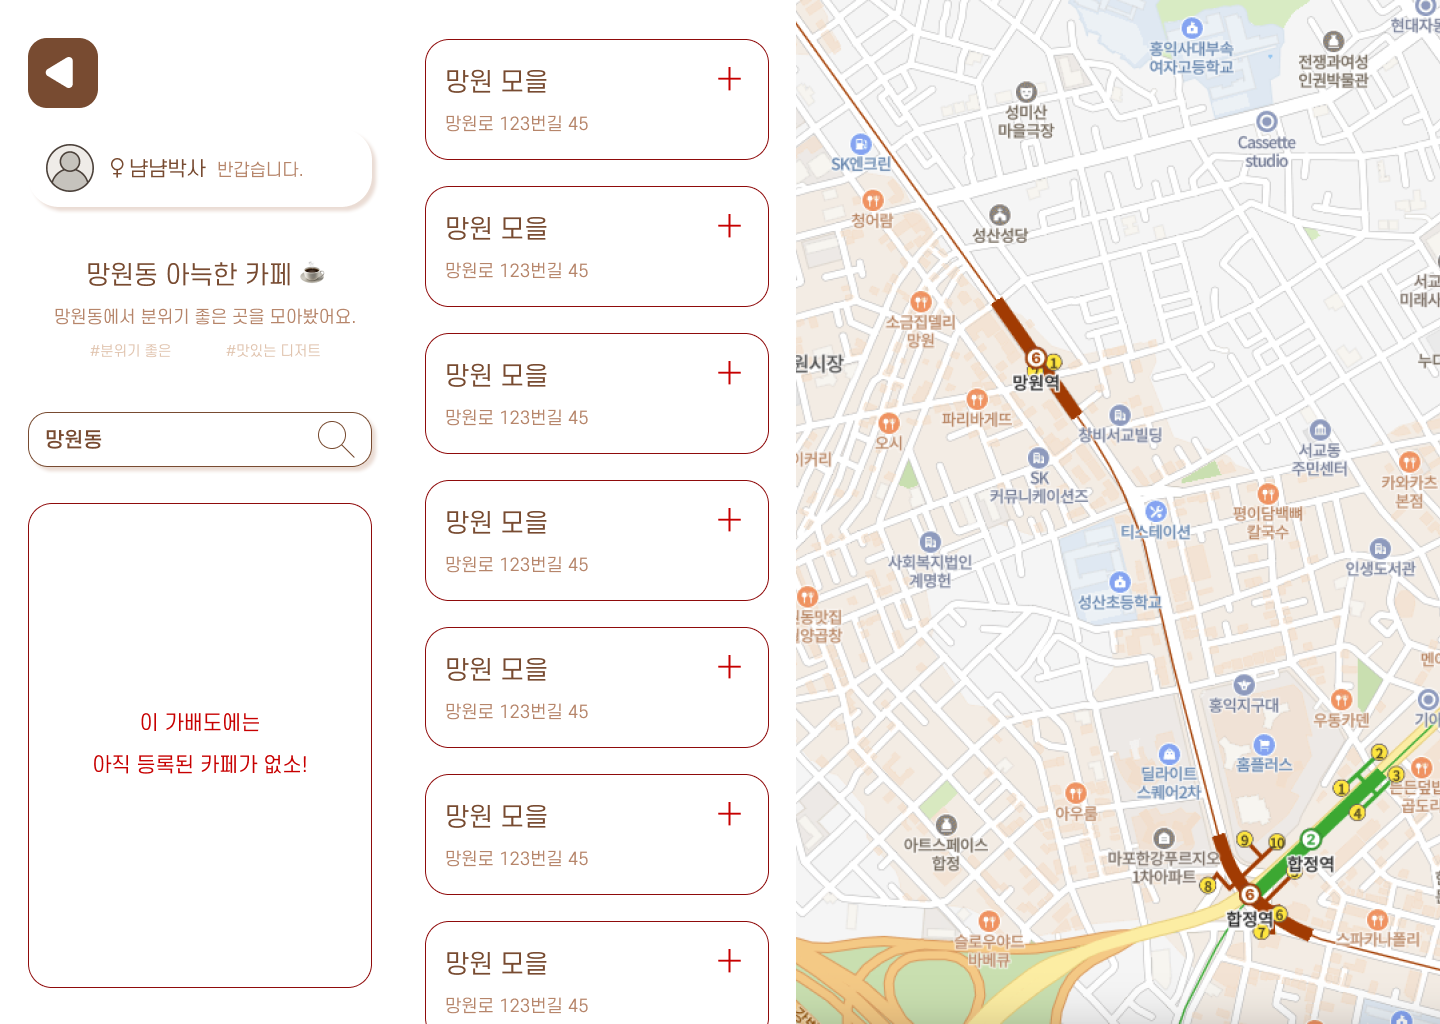 ♀ 냠냠박사 반갑습니다.
망원동 아늑한 카페 ☕
망원동에서 분위기 좋은 곳을 모아봤어요.
#분위기 좋은 #맛있는 디저트
망원동
이 가배도에는
아직 등록된 카페가 없소!
망원 모을
망원로 123번길 45
망원 모을
망원로 123번길 45
망원 모을
망원로 123번길 45
망원 모을
망원로 123번길 45
망원 모을
망원로 123번길 45
망원 모을
망원로 123번길 45
망원 모을
망원로 123번길 45
현대자동
홍익사대부속
여자고등학교
전쟁과여성
인권박물관
성미산
마을극장
Cassette
studio
SK엔크린
청어람
성산성당
서교
미래사
소금집델리
망원
원시장
6
1
망원역
누디
파리바게뜨
창비서교빌딩
오시
이커리
SK
커뮤니케이션즈
서교동
주민센터
카와카츠
본점
평이담백뼈
칼국수
티스테이션
사회복지법인
계명헌
인생도서관
성산초등학교
동맛집
양곱창
멘야
홍익지구대
우동카덴
기아
딜라이트
스퀘어2차
홈플러스
2
1
3
4
든든덮밥
곱도리
아우룸
아트스페이스
합정
마포한강푸르지오
1차아파트
9
10
2
합정역
8
6
합정역
6
7
슬로우야드
바베큐
스파카나폴리
강변